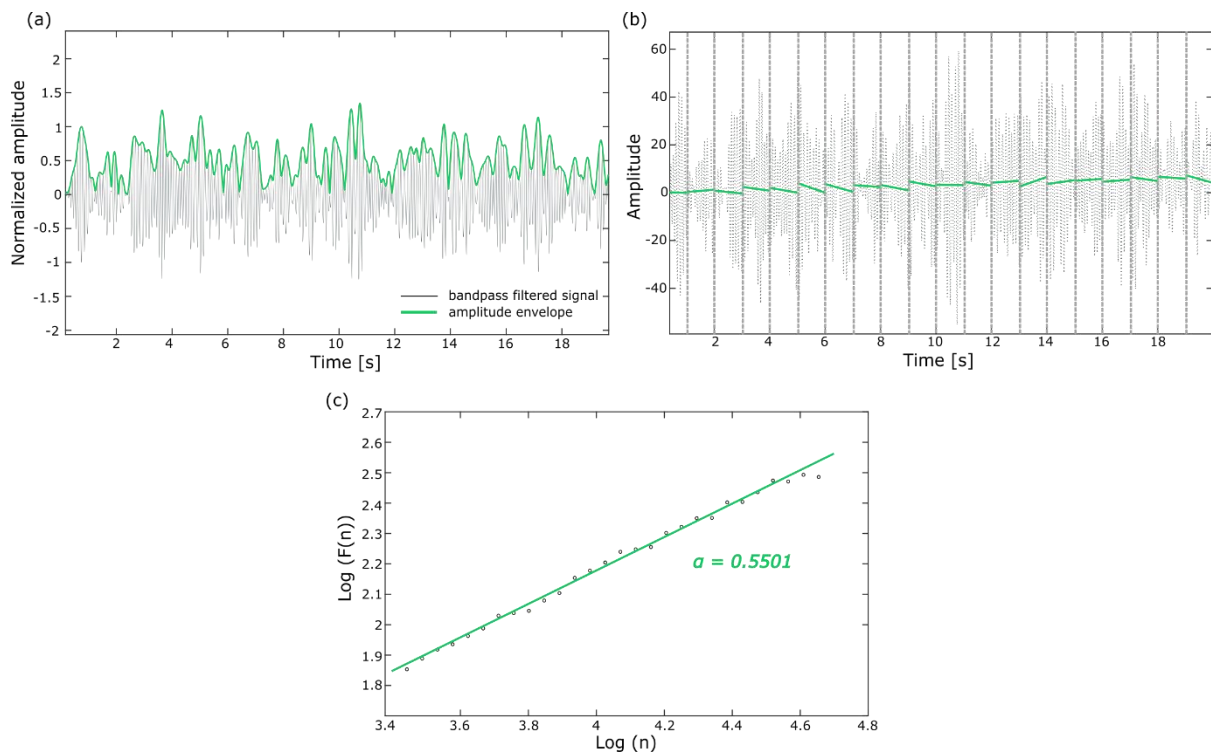 (a)
Normalized amplitude
2
1.5
1
0.5
0
-0.5
-1
-1.5
-2
bandpass filtered signal
amplitude envelope
2 4 6 8 10 12 14 16 18
Time [s]
(b)
Amplitude
60
40
20
0
-20
-40
2 4 6 8 10 12 14 16 18
Time [s]
(c)
Log (F(n))
2.7
2.6
2.5
2.4
2.3
2.2
2.1
2
1.9
1.8
a = 0.5501
3.4 3.6 3.8 4 4.2 4.4 4.6 4.8
Log (n)